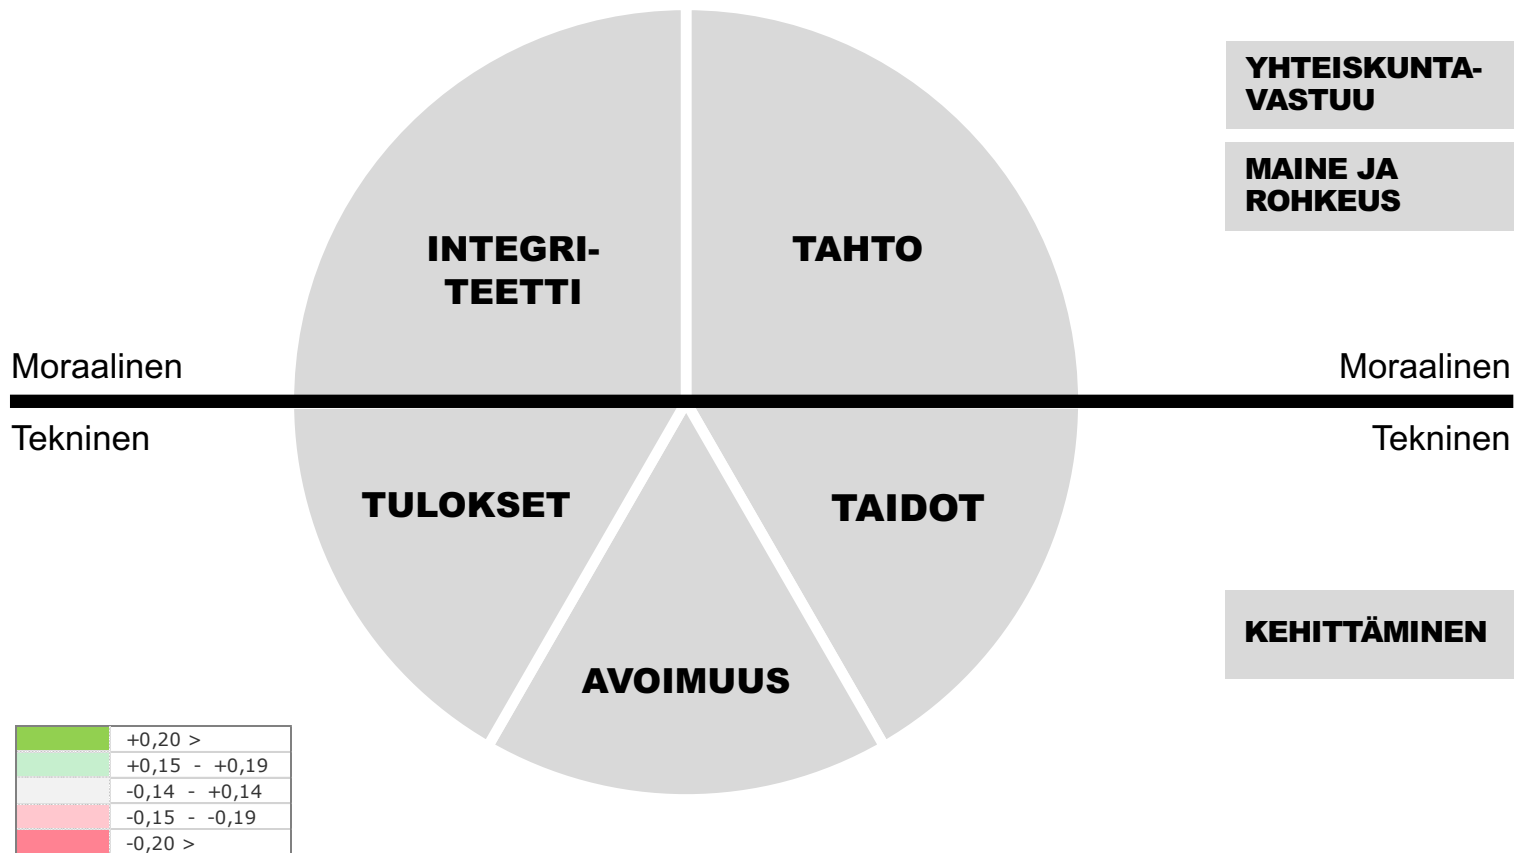 YHTEISKUNTA-
VASTUU
MAINE JA
ROHKEUS
INTEGRI-
TEETTI
TAHTO
Moraalinen
Moraalinen
Tekninen
Tekninen
TULOKSET
TAIDOT
KEHITTÄMINEN
AVOIMUUS
+0,20 >
+0,15 - +0,19
-0,14 - +0,14
-0,15 - -0,19
-0,20 >